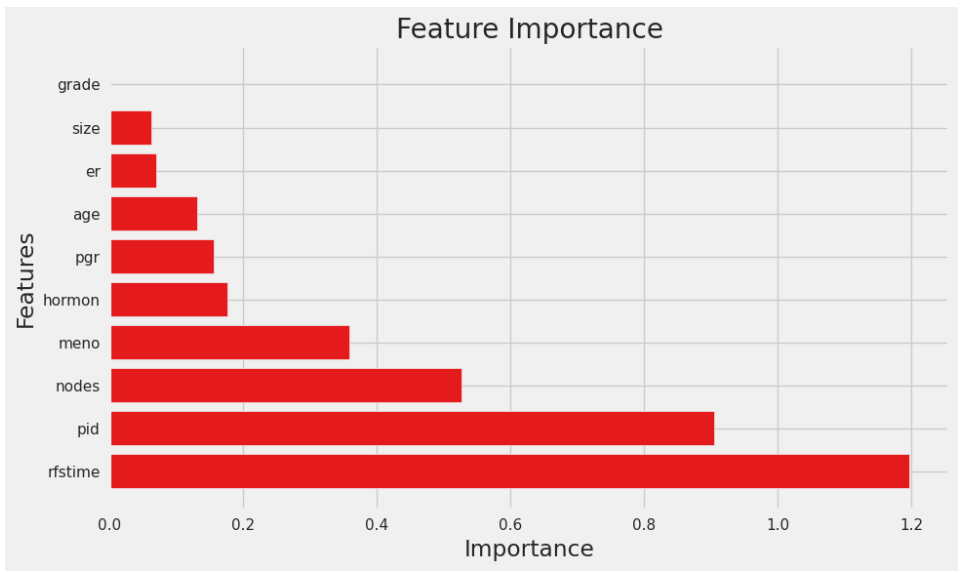 Feature Importance
grade
size
er
age
pgr
hormon
meno
nodes
pid
rfstime
Features
0.0 0.2 0.4 0.6 0.8 1.0 1.2
Importance